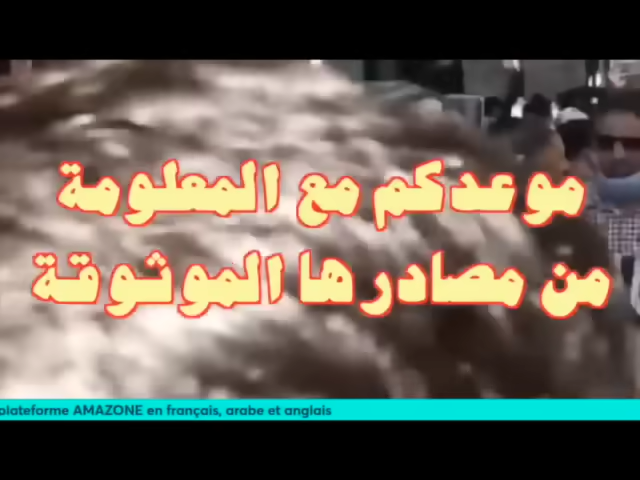 موعدكم مع المعلومة
من مصادرها الموثوقة
plateforme AMAZONE en français, arabe et anglais